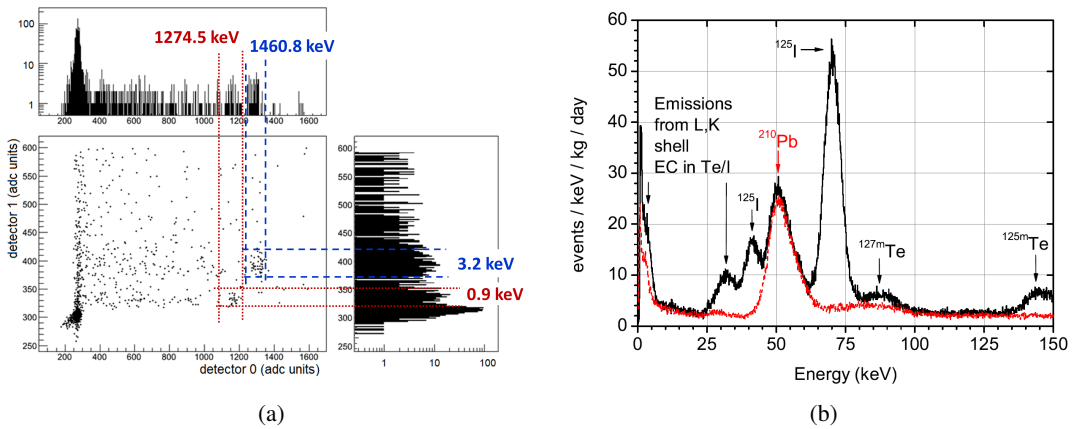 100
10
1
200 400 600 800 1000 1200 1400 1600
1274.5 keV
1460.8 keV
detector 1 (adc units)
600
550
500
450
400
350
300
250
200 400 600 800 1000 1200 1400 1600
detector 0 (adc units)
600
550
500
450
400
350
300
250
1 10 100
3.2 keV
0.9 keV
(a)
events / keV / kg / day
60
50
40
30
20
10
0
0 25 50 75 100 125 150
Energy (keV)
Emissions
from L,K
shell
EC in Te/I
125I
210Pb
125I
127mTe
125mTe
(b)